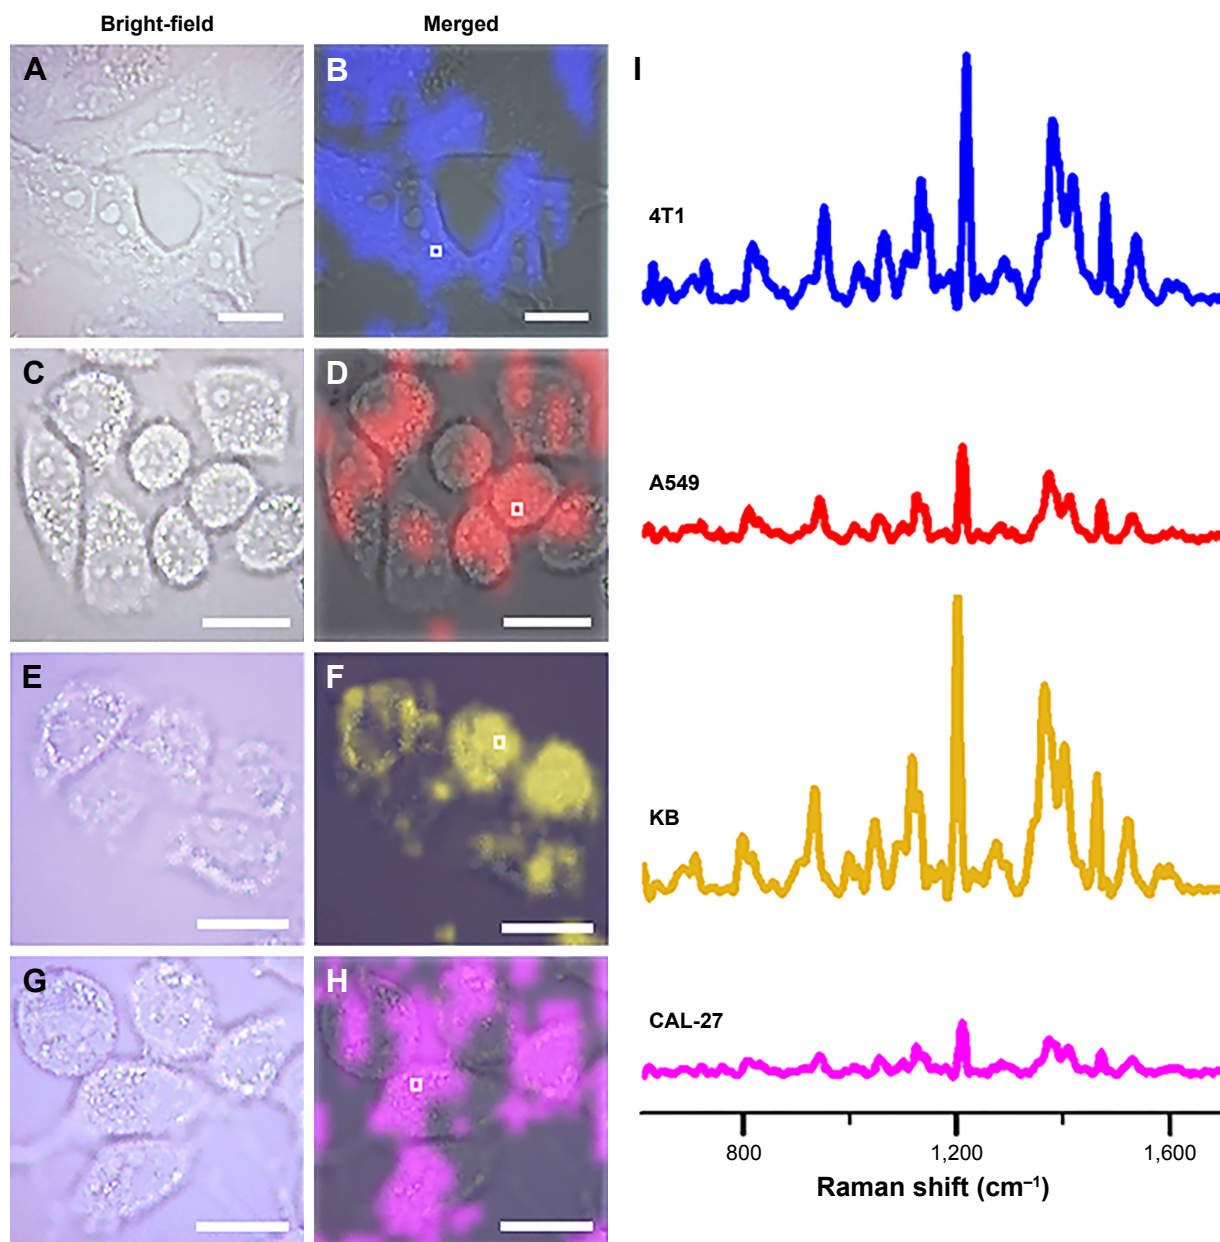 Bright-field
Merged
A
B
C
D
E
F
G
H
I
4T1
A549
KB
CAL-27
800
1,200
1,600
Raman shift (cm⁻¹)